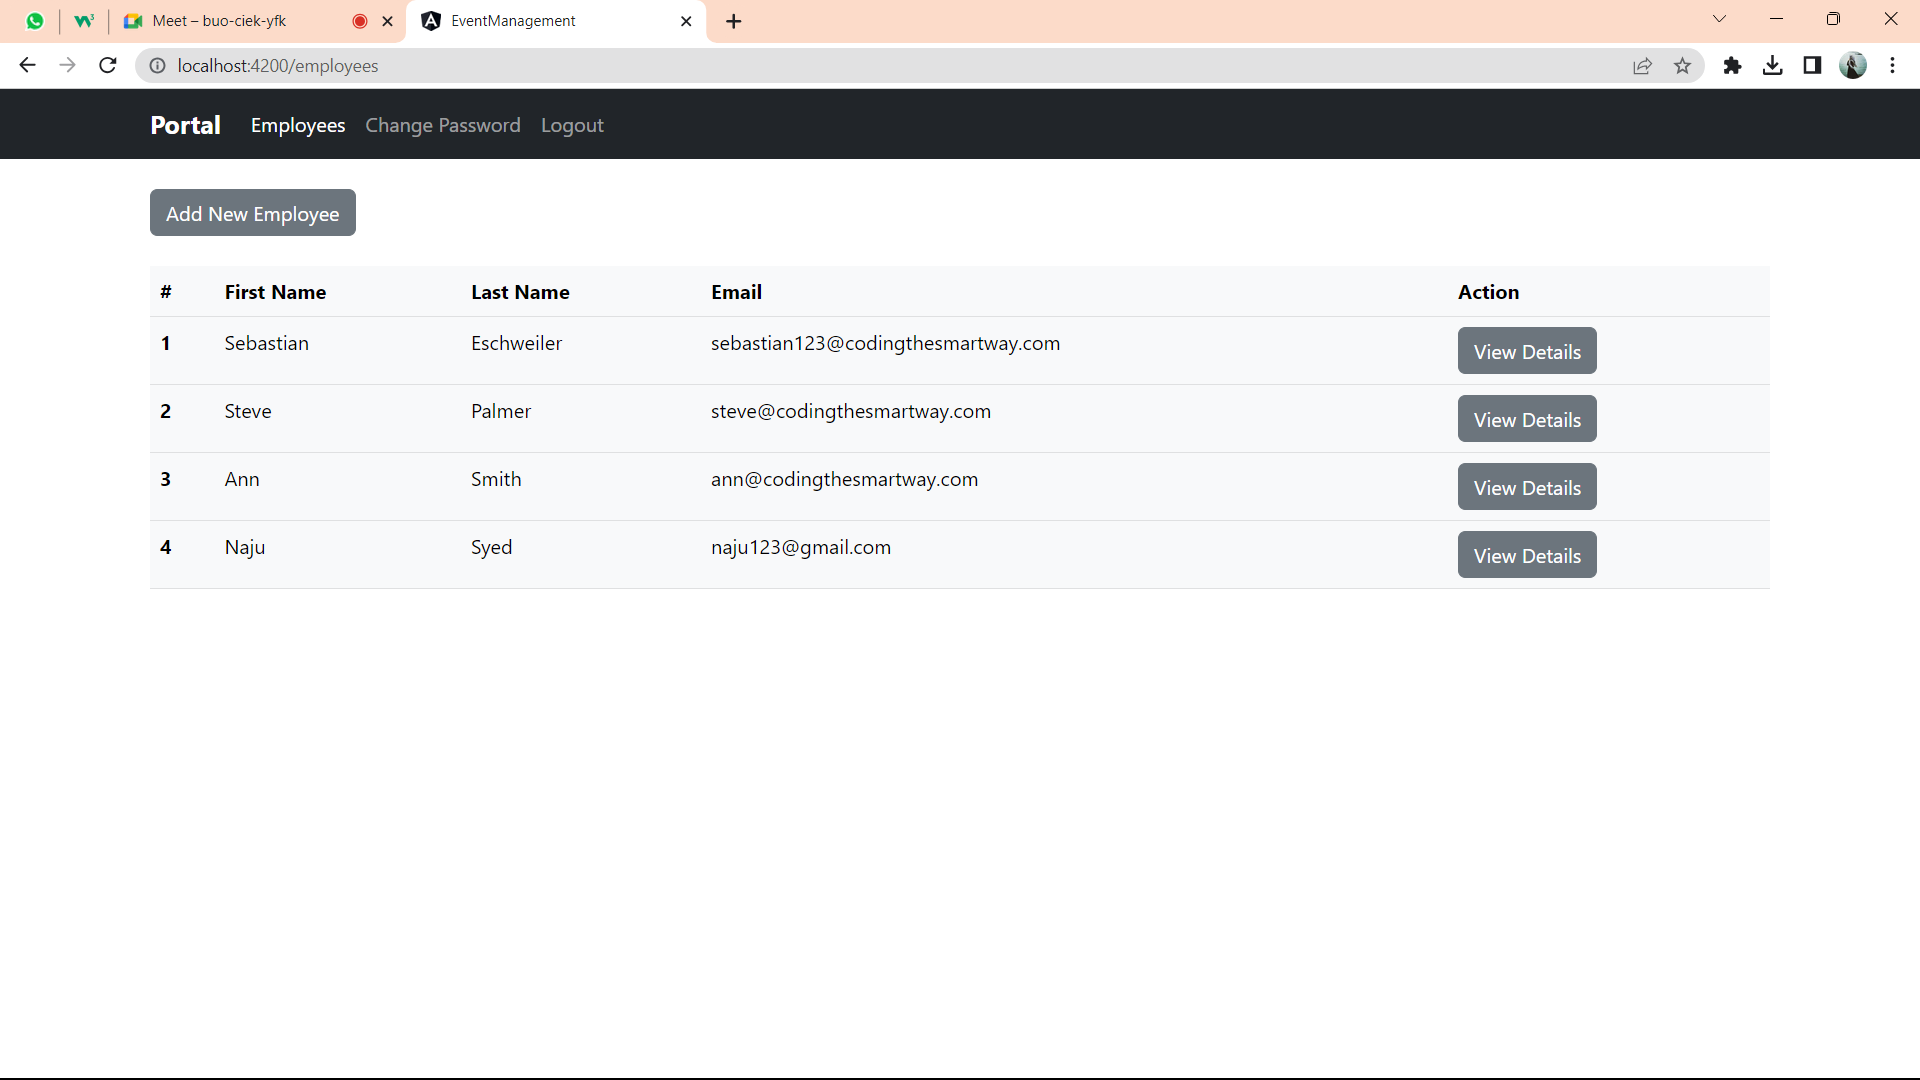 Meet – buo-ciek-yfk
EventManagement
localhost:4200/employees
Portal Employees Change Password Logout
Add New Employee
# First Name Last Name Email Action
1 Sebastian Eschweiler sebastian123@codingthesmartway.com View Details
2 Steve Palmer steve@codingthesmartway.com View Details
3 Ann Smith ann@codingthesmartway.com View Details
4 Naju Syed naju123@gmail.com View Details